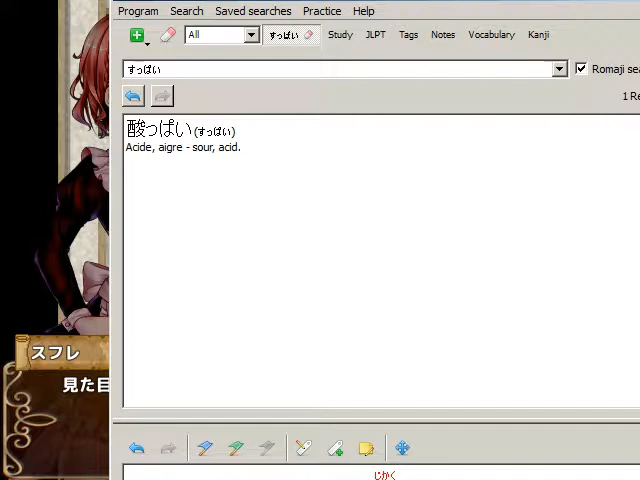 Program Search Saved searches Practice Help
All すっぱい Study JLPT Tags Notes Vocabulary Kanji
すっぱい Romaji sea
1 Re
酸っぱい (すっぱい)
Acide, aigre - sour, acid.
スフレ
見た目
じかく